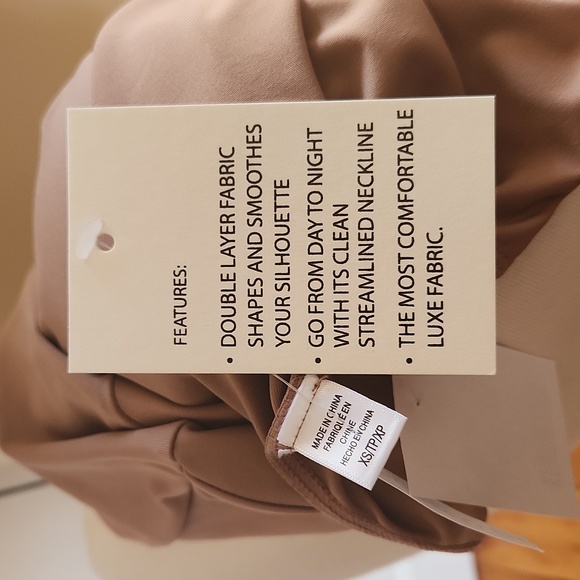 FEATURES:
• DOUBLE LAYER FABRIC
SHAPES AND SMOOTHES
YOUR SILHOUETTE
• GO FROM DAY TO NIGHT
WITH ITS CLEAN
STREAMLINED NECKLINE
• THE MOST COMFORTABLE
LUXE FABRIC.
MADE IN CHINA
FABRIQUÉ EN
CHINE
HECHO EN CHINA
XS/TP/XP